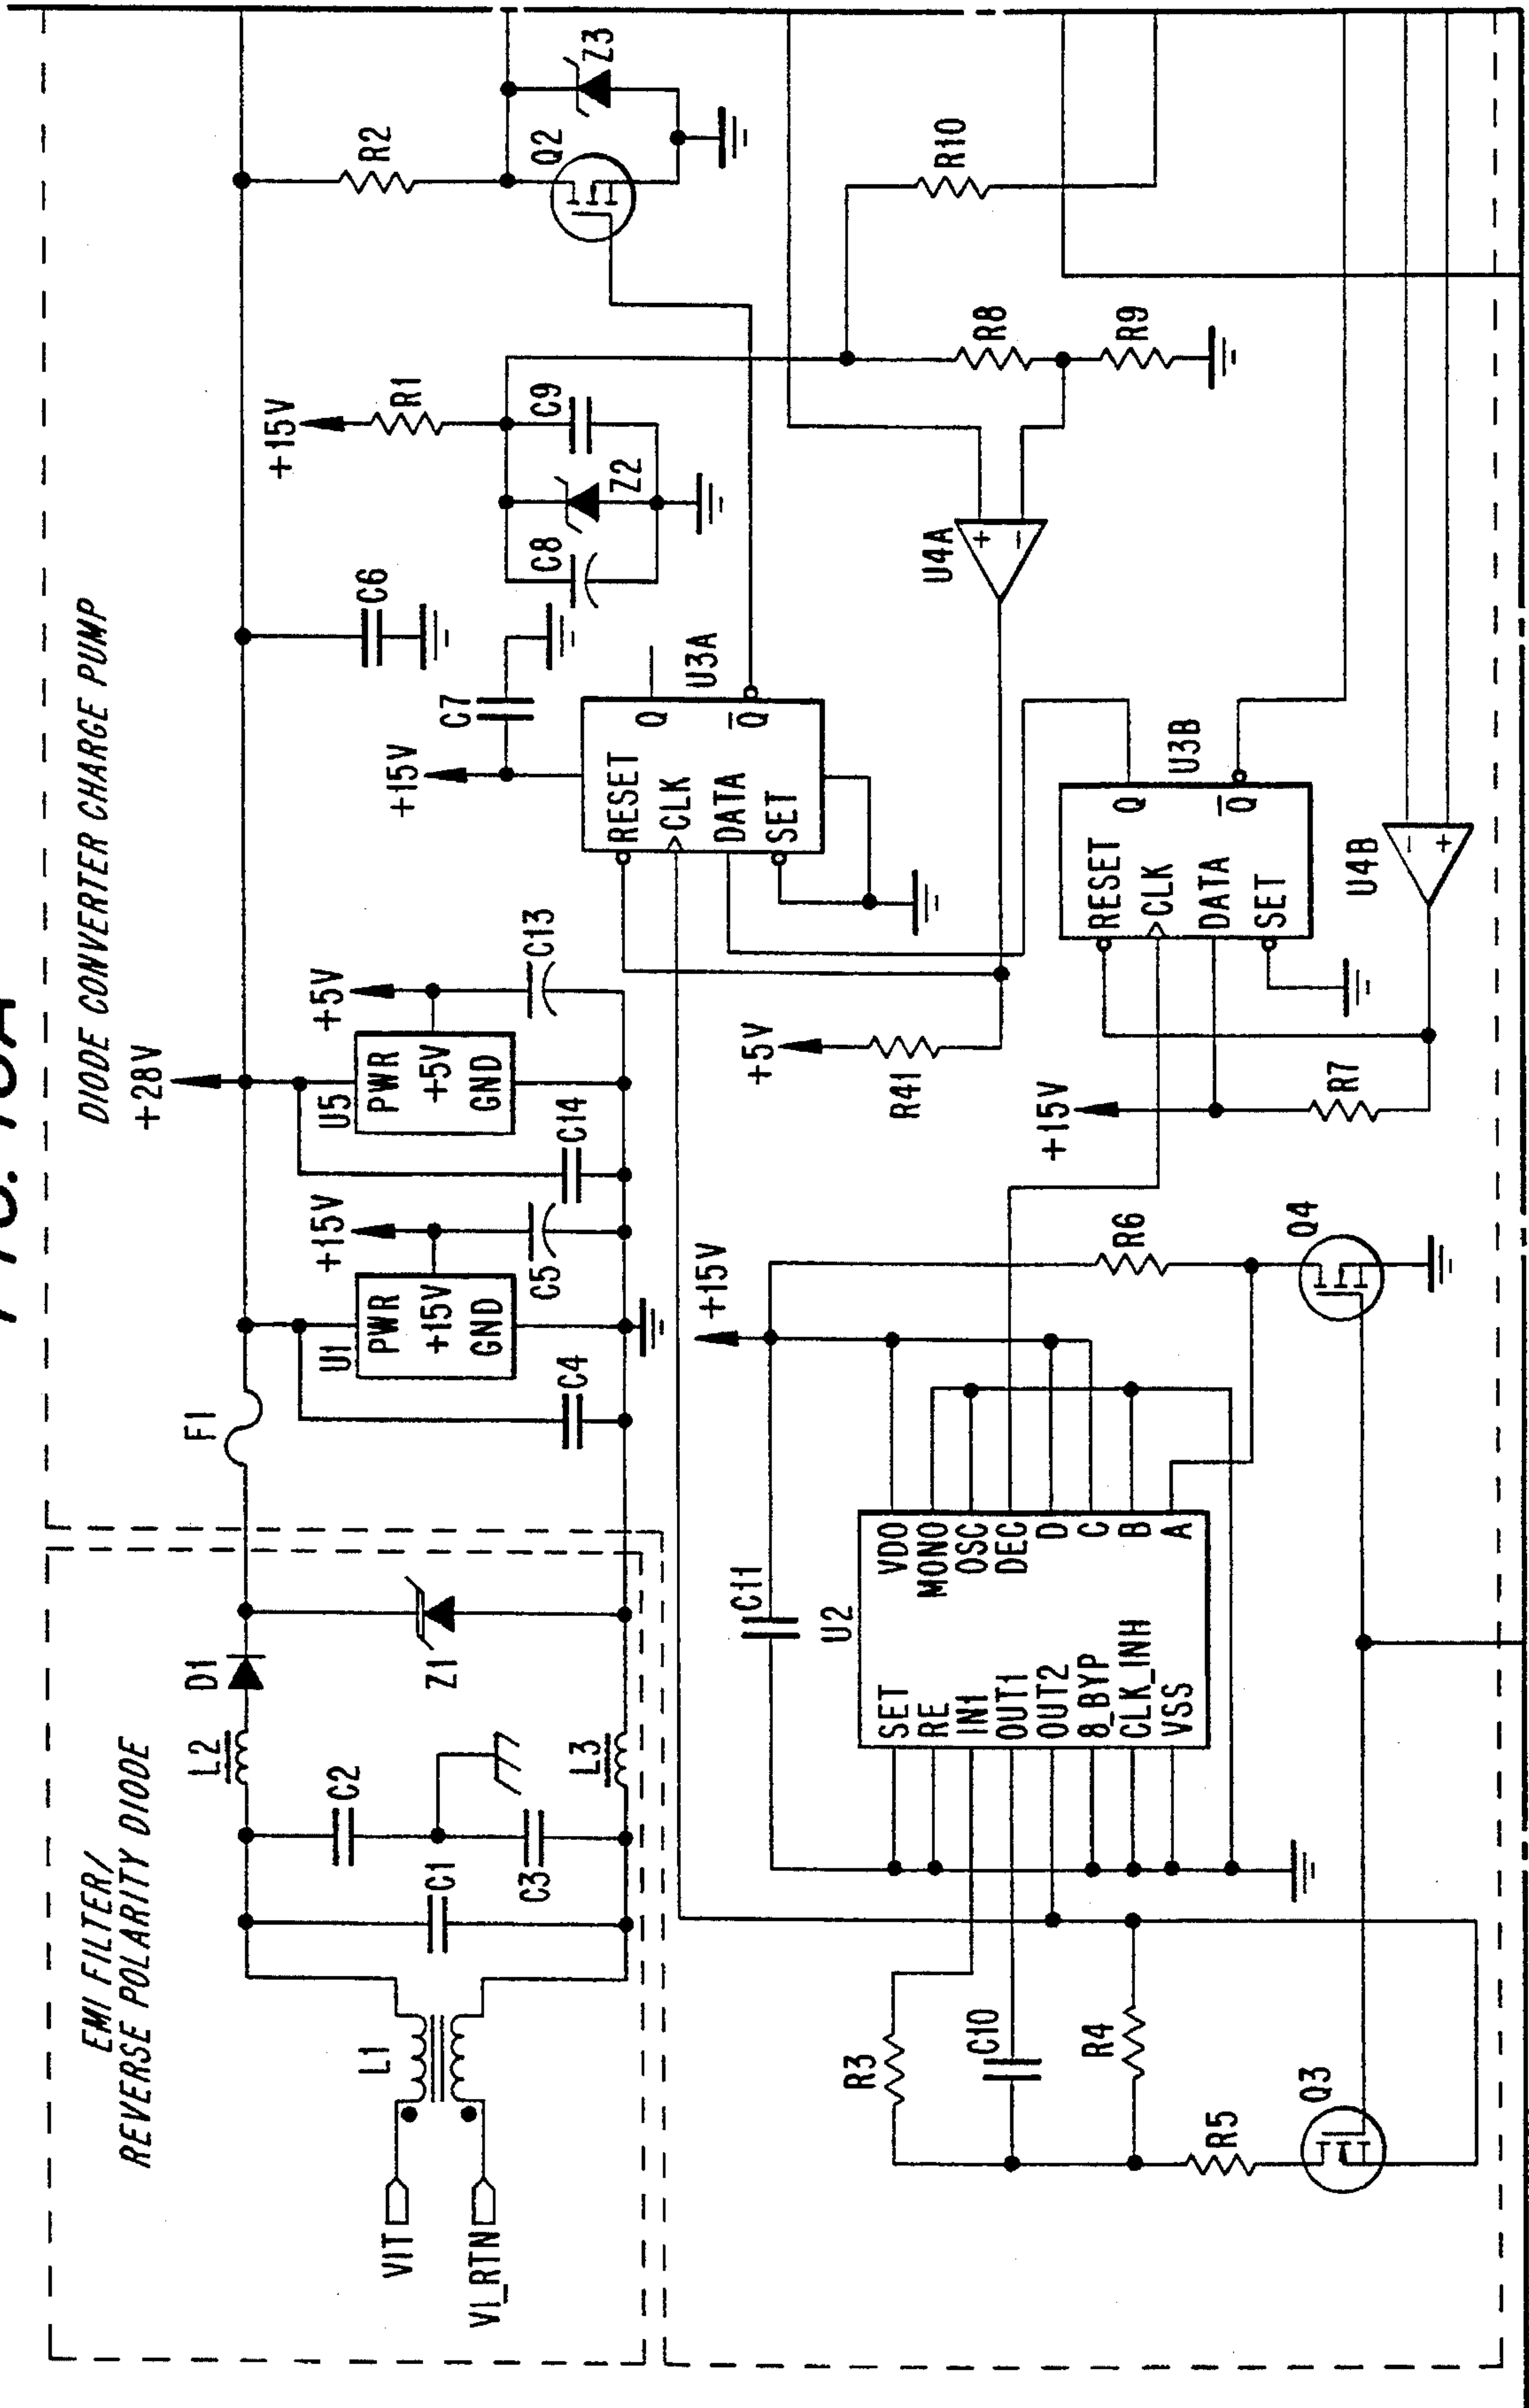 DIODE CONVERTER CHARGE PUMP
+28V
EMI FILTER/
REVERSE POLARITY DIODE
VIT
VI_RTN
L1
C1
C2
C3
L2
L3
D1
Z1
F1
U1
PWR
+15V
GND
C4
+15V
C5
U5
PWR
+5V
GND
C14
+5V
C13
C6
R2
Q2
Z3
+15V
C7
U3A
RESET
CLK
DATA
SET
Q
Q̅
+15V
R1
C8
Z2
C9
R10
R8
R9
U4A
+
−
+5V
R41
+15V
R7
U3B
RESET
CLK
DATA
SET
Q
Q̅
U4B
−
+
+15V
C11
U2
SET
RE
IN1
OUT1
OUT2
8_BYP
CLK_INH
VSS
VDO
MONO
OSC
DEC
D
C
B
A
R3
C10
R4
R5
Q3
R6
Q4